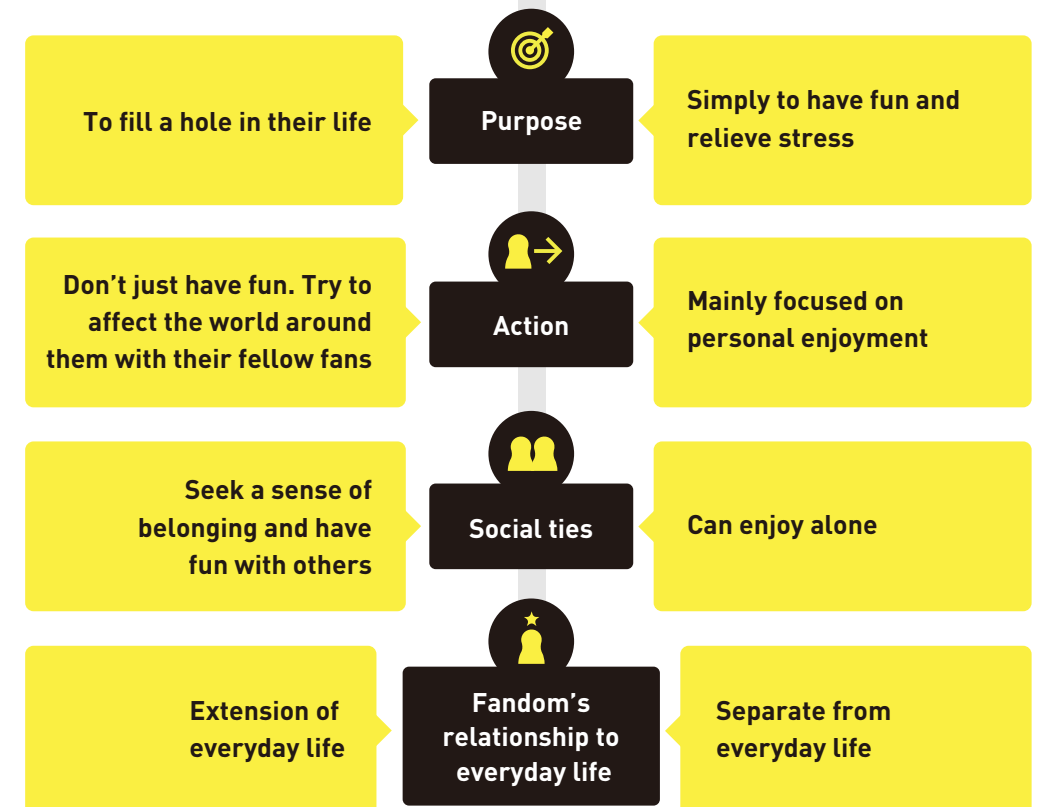 To fill a hole in their life
Purpose
Simply to have fun and
relieve stress
Don't just have fun. Try to
affect the world around
them with their fellow fans
Action
Mainly focused on
personal enjoyment
Seek a sense of
belonging and have
fun with others
Social ties
Can enjoy alone
Extension of
everyday life
Fandom's
relationship to
everyday life
Separate from
everyday life